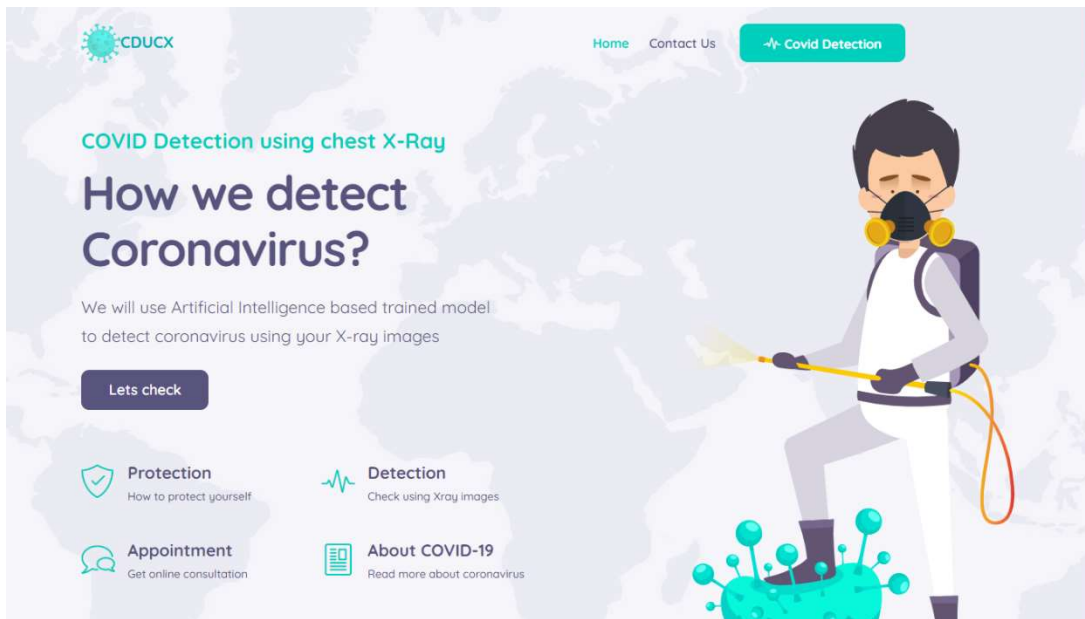 CDUCX
Home
Contact Us
Covid Detection
COVID Detection using chest X-Ray
How we detect
Coronavirus?
We will use Artificial Intelligence based trained model
to detect coronavirus using your X-ray images
Lets check
Protection
How to protect yourself
Detection
Check using Xray images
Appointment
Get online consultation
About COVID-19
Read more about coronavirus